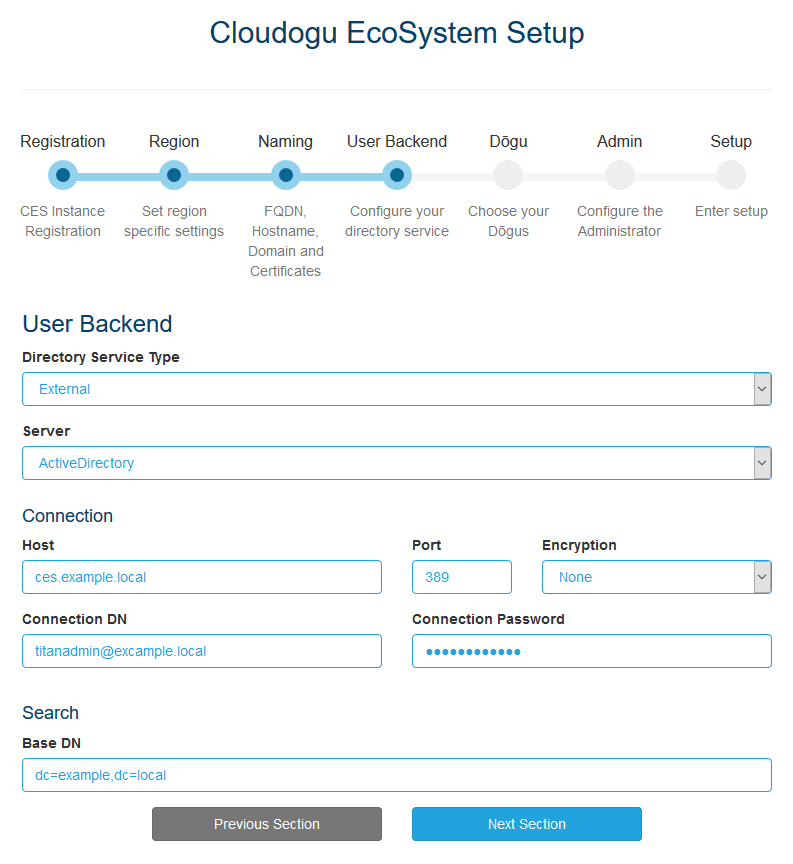 Cloudogu EcoSystem Setup
Registration Region Naming User Backend Dōgu Admin Setup
CES Instance Registration
Set region specific settings
FQDN, Hostname, Domain and Certificates
Configure your directory service
Choose your Dōgus
Configure the Administrator
Enter setup
User Backend
Directory Service Type
External
Server
ActiveDirectory
Connection
Host Port Encryption
ces.example.local 389 None
Connection DN Connection Password
titanadmin@excample.local ••••••••••••
Search
Base DN
dc=example,dc=local
Previous Section Next Section